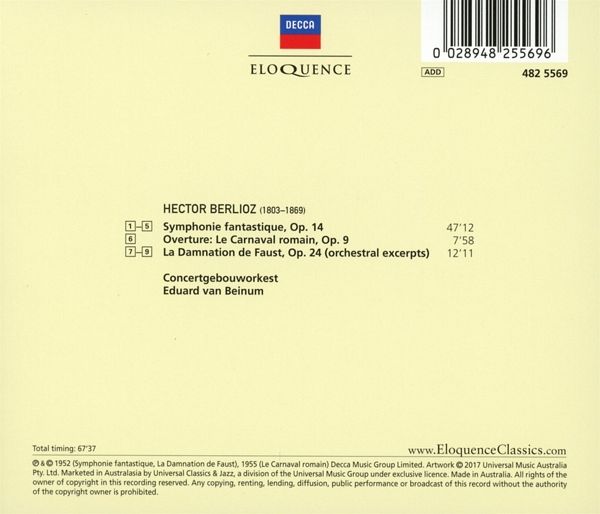 DECCA
ELOQUENCE
0 028948 255696
ADD
482 5569
HECTOR BERLIOZ (1803–1869)
1–5 Symphonie fantastique, Op. 14 47'12
6 Overture: Le Carnaval romain, Op. 9 7'58
7–9 La Damnation de Faust, Op. 24 (orchestral excerpts) 12'11
Concertgebouworkest
Eduard van Beinum
Total timing: 67'37
www.EloquenceClassics.com
℗ & © 1952 (Symphonie fantastique, La Damnation de Faust), 1955 (Le Carnaval romain) Decca Music Group Limited. Artwork © 2017 Universal Music Australia
Pty. Ltd. Marketed in Australasia by Universal Classics & Jazz, a division of the Universal Music Group under exclusive licence. Made in Australia. All rights of the
owner of copyright in this recording reserved. Any copying, renting, lending, diffusion, public performance or broadcast of this record without the authority
of the copyright owner is prohibited.